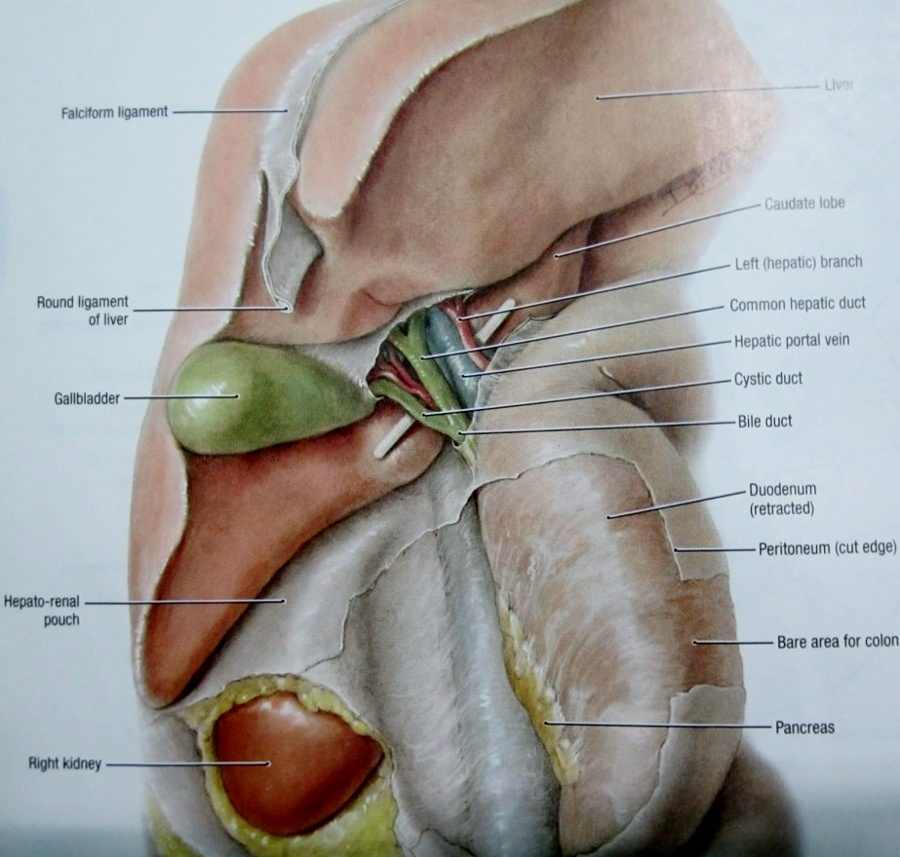 Falciform ligament
Liver
Caudate lobe
Left (hepatic) branch
Round ligament
of liver
Common hepatic duct
Hepatic portal vein
Cystic duct
Gallbladder
Bile duct
Duodenum
(retracted)
Peritoneum (cut edge)
Hepato-renal
pouch
Bare area for colon
Pancreas
Right kidney